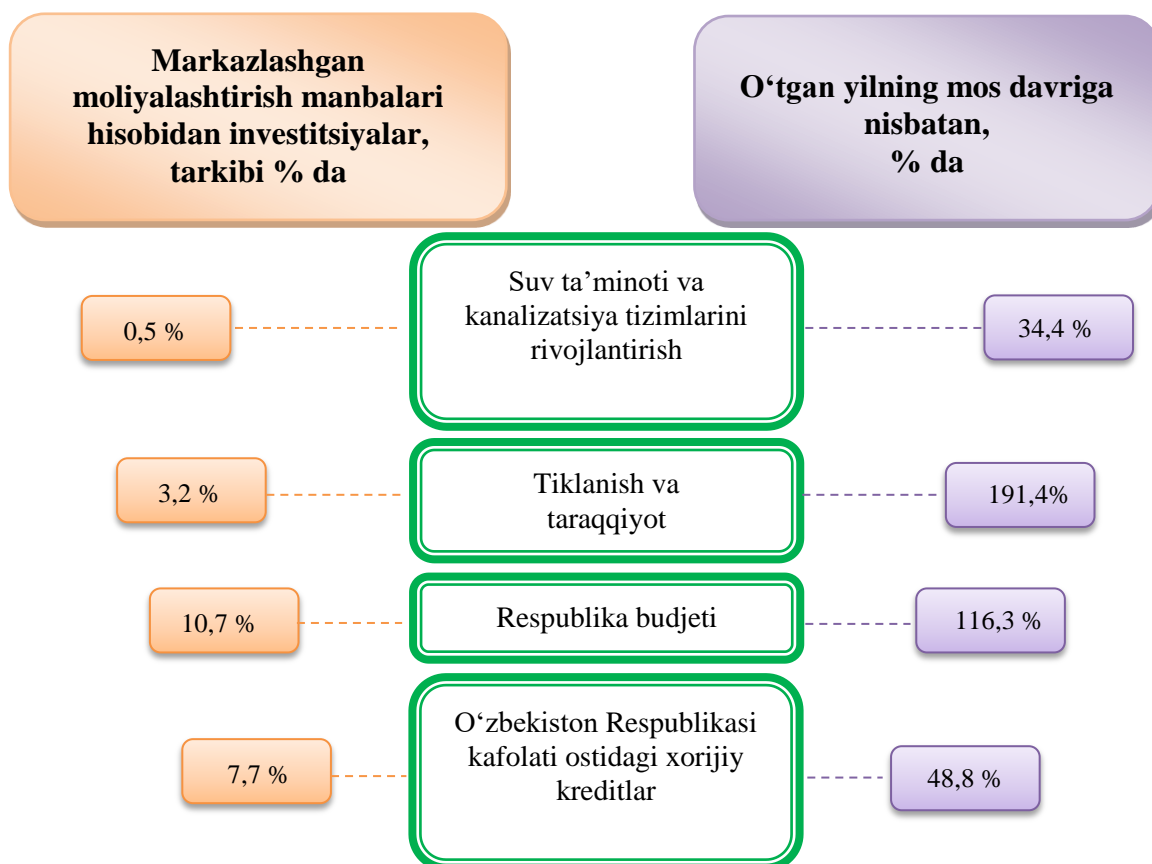 Markazlashgan
moliyalashtirish manbalari
hisobidan investitsiyalar,
tarkibi % da
O‘tgan yilning mos davriga
nisbatan,
% da
Suv ta’minoti va
kanalizatsiya tizimlarini
rivojlantirish
0,5 %
34,4 %
Tiklanish va
taraqqiyot
3,2 %
191,4%
Respublika budjeti
10,7 %
116,3 %
O‘zbekiston Respublikasi
kafolati ostidagi xorijiy
kreditlar
7,7 %
48,8 %